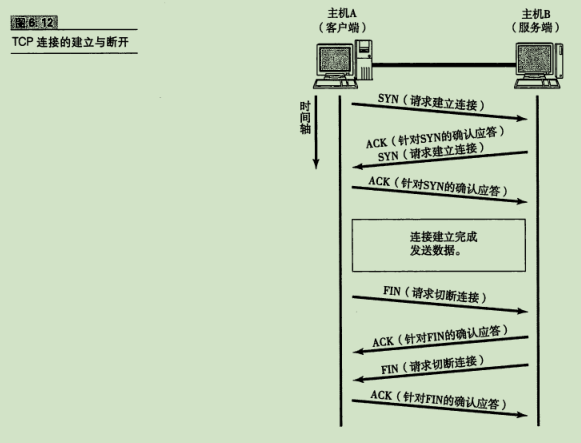 图6.12
TCP 连接的建立与断开
主机A
（客户端）
主机B
（服务端）
时间轴
SYN（请求建立连接）
ACK（针对SYN的确认应答）
SYN（请求建立连接）
ACK（针对SYN的确认应答）
连接建立完成
发送数据。
FIN（请求切断连接）
ACK（针对FIN的确认应答）
FIN（请求切断连接）
ACK（针对FIN的确认应答）